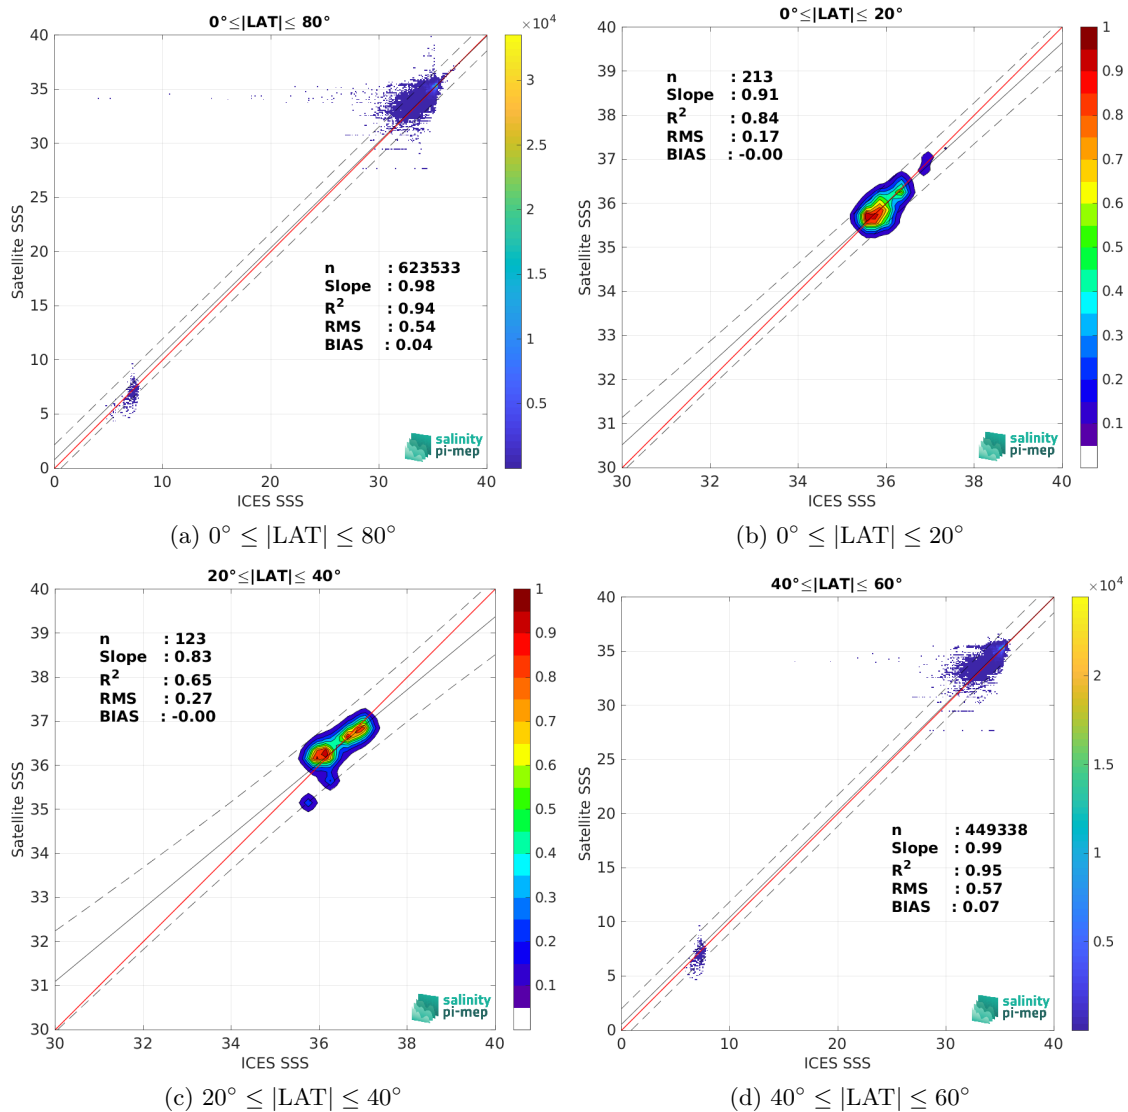 0°≤|LAT|≤ 80°
×10⁴
40
35
30
25
20
15
10
5
0
0
10
20
30
40
Satellite SSS
ICES SSS
n : 623533
Slope : 0.98
R² : 0.94
RMS : 0.54
BIAS : 0.04
3
2.5
2
1.5
1
0.5
salinity
pi-mep
(a) 0° ≤ |LAT| ≤ 80°
0°≤|LAT|≤ 20°
40
39
38
37
36
35
34
33
32
31
30
30
32
34
36
38
40
Satellite SSS
ICES SSS
n : 213
Slope : 0.91
R² : 0.84
RMS : 0.17
BIAS : -0.00
1
0.9
0.8
0.7
0.6
0.5
0.4
0.3
0.2
0.1
salinity
pi-mep
(b) 0° ≤ |LAT| ≤ 20°
20°≤|LAT|≤ 40°
40
39
38
37
36
35
34
33
32
31
30
30
32
34
36
38
40
Satellite SSS
ICES SSS
n : 123
Slope : 0.83
R² : 0.65
RMS : 0.27
BIAS : -0.00
1
0.9
0.8
0.7
0.6
0.5
0.4
0.3
0.2
0.1
salinity
pi-mep
(c) 20° ≤ |LAT| ≤ 40°
40°≤|LAT|≤ 60°
×10⁴
40
35
30
25
20
15
10
5
0
0
10
20
30
40
Satellite SSS
ICES SSS
n : 449338
Slope : 0.99
R² : 0.95
RMS : 0.57
BIAS : 0.07
2
1.5
1
0.5
salinity
pi-mep
(d) 40° ≤ |LAT| ≤ 60°